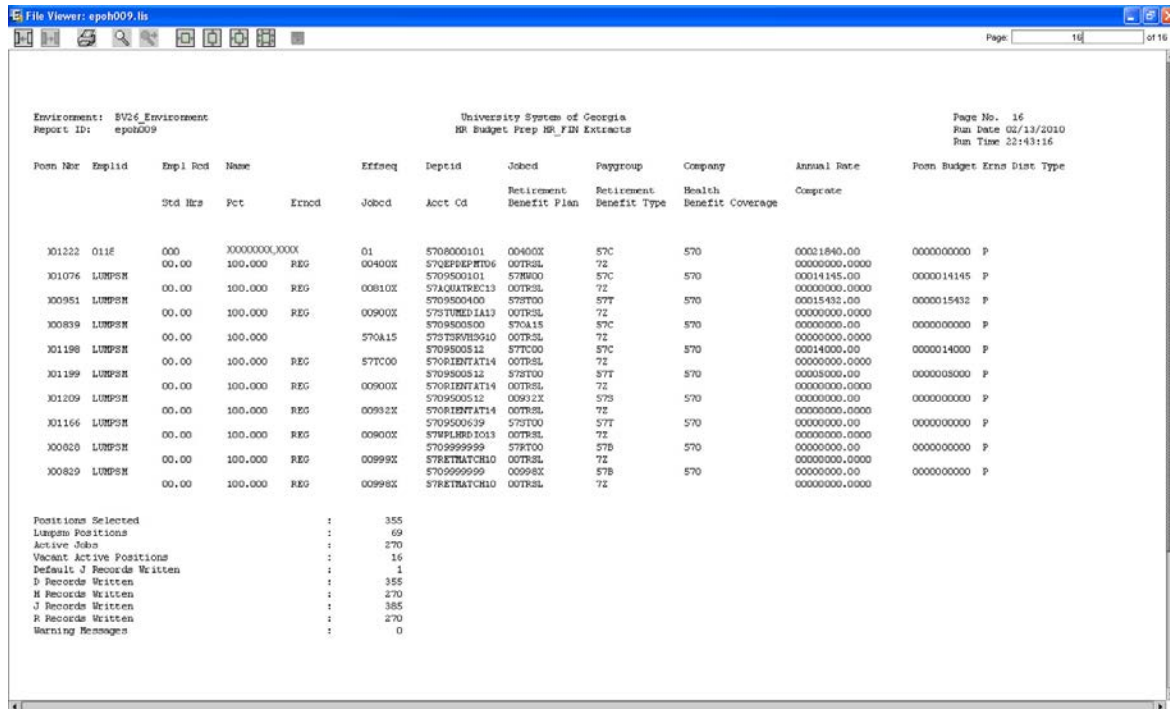 File Viewer: epoh009.lis
Page: 16 of 16
Environment: BV26_Environment University System of Georgia Page No. 16
Report ID: epoh009 HR Budget Prep HR_FIN Extracts Run Date 02/13/2010
Run Time 22:43:16
Posn Nbr Emplid Empl Rcd Name Effseq Deptid Jobcd Paygroup Company Annual Rate Posn Budget Erns Dist Type
Retirement Retirement Health Comprate
Std Hrs Pct Erncd Jobcd Acct Cd Benefit Plan Benefit Type Benefit Coverage
X01222 0118 000 XXXXXXXX,XXXX 01 5708000101 00400X 57C 570 00021840.00 0000000000 P
00.00 100.000 REG 00400X 57QEPDEPMT06 00TRSL 7Z 00000000.0000
X01076 LUMPSM 5709500101 57MW00 57C 570 00014145.00 0000014145 P
00.00 100.000 REG 00810X 57AQUATREC13 00TRSL 7Z 00000000.0000
X00951 LUMPSM 5709500400 57ST00 57T 570 00015432.00 0000015432 P
00.00 100.000 REG 00900X 57STUMEDIA13 00TRSL 7Z 00000000.0000
X00839 LUMPSM 5709500500 570A15 57C 570 00000000.00 0000000000 P
00.00 100.000 570A15 57STSRVHSG10 00TRSL 7Z 00000000.0000
X01198 LUMPSM 5709500512 57TC00 57C 570 00014000.00 0000014000 P
00.00 100.000 REG 57TC00 57ORIENTAT14 00TRSL 7Z 00000000.0000
X01199 LUMPSM 5709500512 57ST00 57T 570 00005000.00 0000005000 P
00.00 100.000 REG 00900X 57ORIENTAT14 00TRSL 7Z 00000000.0000
X01209 LUMPSM 5709500512 00932X 57S 570 00000000.00 0000000000 P
00.00 100.000 REG 00932X 57ORIENTAT14 00TRSL 7Z 00000000.0000
X01166 LUMPSM 5709500639 57ST00 57T 570 00000000.00 0000000000 P
00.00 100.000 REG 00900X 57WPLHRDIO13 00TRSL 7Z 00000000.0000
X00828 LUMPSM 5709999999 57RT00 57B 570 00000000.00 0000000000 P
00.00 100.000 REG 00999X 57RETMATCH10 00TRSL 7Z 00000000.0000
X00829 LUMPSM 5709999999 00998X 57B 570 00000000.00 0000000000 P
00.00 100.000 REG 00998X 57RETMATCH10 00TRSL 7Z 00000000.0000
Positions Selected : 355
Lumpsm Positions : 69
Active Jobs : 270
Vacant Active Positions : 16
Default J Records Written : 1
D Records Written : 355
H Records Written : 270
J Records Written : 385
R Records Written : 270
Warning Messages : 0